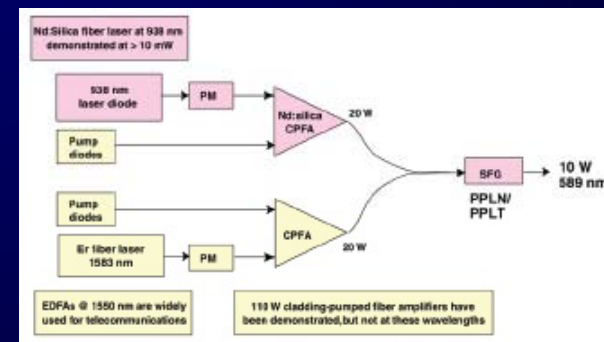 Nd:Silica fiber laser at 938 nm
demonstrated at > 10 mW
938 nm
laser diode
PM
Nd:silica
CPFA
20 W
Pump
diodes
SFG
10 W
589 nm
PPLN/
PPLT
Pump
diodes
CPFA
20 W
Er fiber laser
1583 nm
PM
EDFAs @ 1550 nm are widely
used for telecommunications
110 W cladding-pumped fiber amplifiers have
been demonstrated,but not at these wavelengths